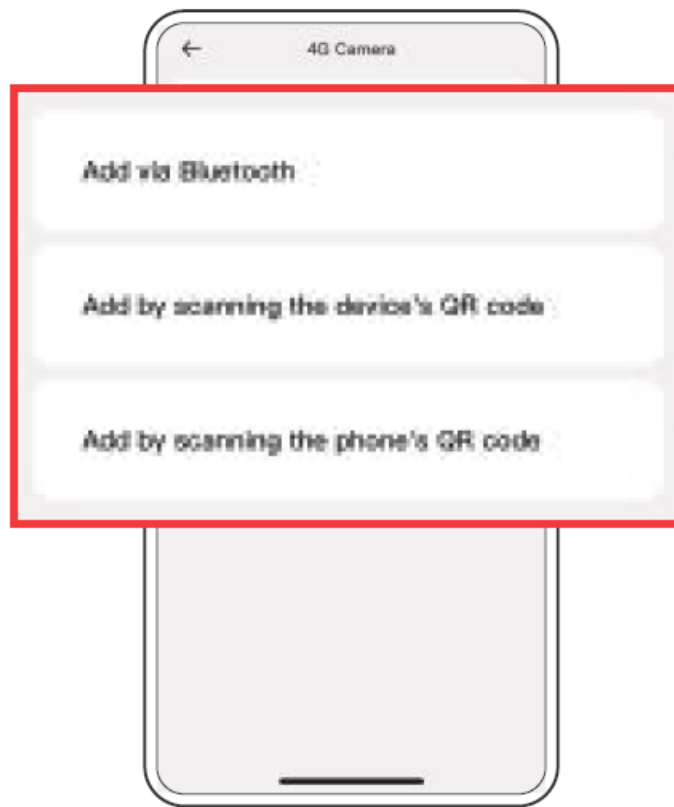 4G Camera
Add via Bluetooth
Add by scanning the device's QR code
Add by scanning the phone's QR code